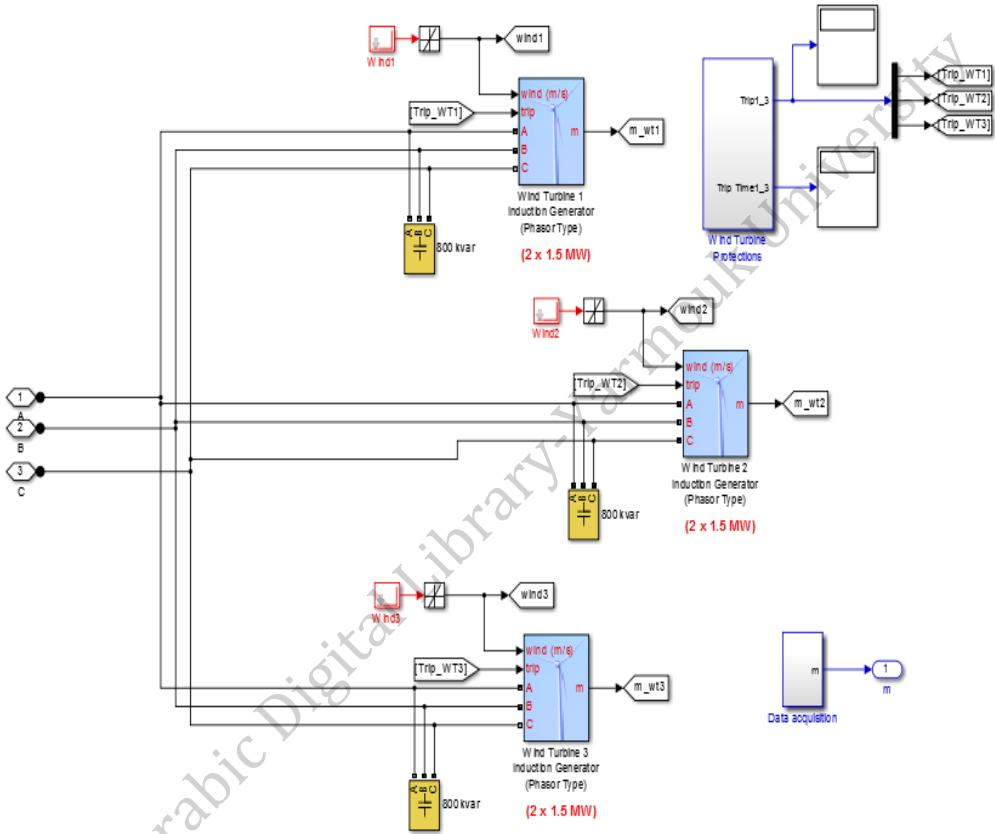 Wind1
wind1
wind (m/s)
[Trip_WT1]
trip
A
B
C
m
m_wt1
A B C
800 kvar
Wind Turbine 1
Induction Generator
(Phasor Type)
(2 x 1.5 MW)
Trip1_3
Trip Time1_3
Wind Turbine
Protections
[Trip_WT1]
[Trip_WT2]
[Trip_WT3]
Wind2
wind2
wind (m/s)
[Trip_WT2]
trip
A
B
C
m
m_wt2
A B C
800 kvar
Wind Turbine 2
Induction Generator
(Phasor Type)
(2 x 1.5 MW)
1
A
2
B
3
C
Wind3
wind3
wind (m/s)
[Trip_WT3]
trip
A
B
C
m
m_wt3
A B C
800 kvar
Wind Turbine 3
Induction Generator
(Phasor Type)
(2 x 1.5 MW)
m
Data acquisition
1
m
Arabic Digital Library-Yarmouk University